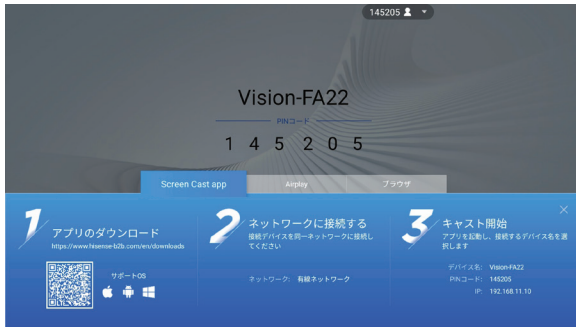 145205
Vision-FA22
PINコード
1 4 5 2 0 5
Screen Cast app
Airplay
ブラウザ
1
アプリのダウンロード
https://www.hisense-b2b.com/en/downloads
サポートOS
2
ネットワークに接続する
接続デバイスを同一ネットワークに接続し
てください
ネットワーク: 有線ネットワーク
3
キャスト開始
アプリを起動し、接続するデバイス名を選
択します
デバイス名: Vision-FA22
PINコード: 145205
IP: 192.168.11.10